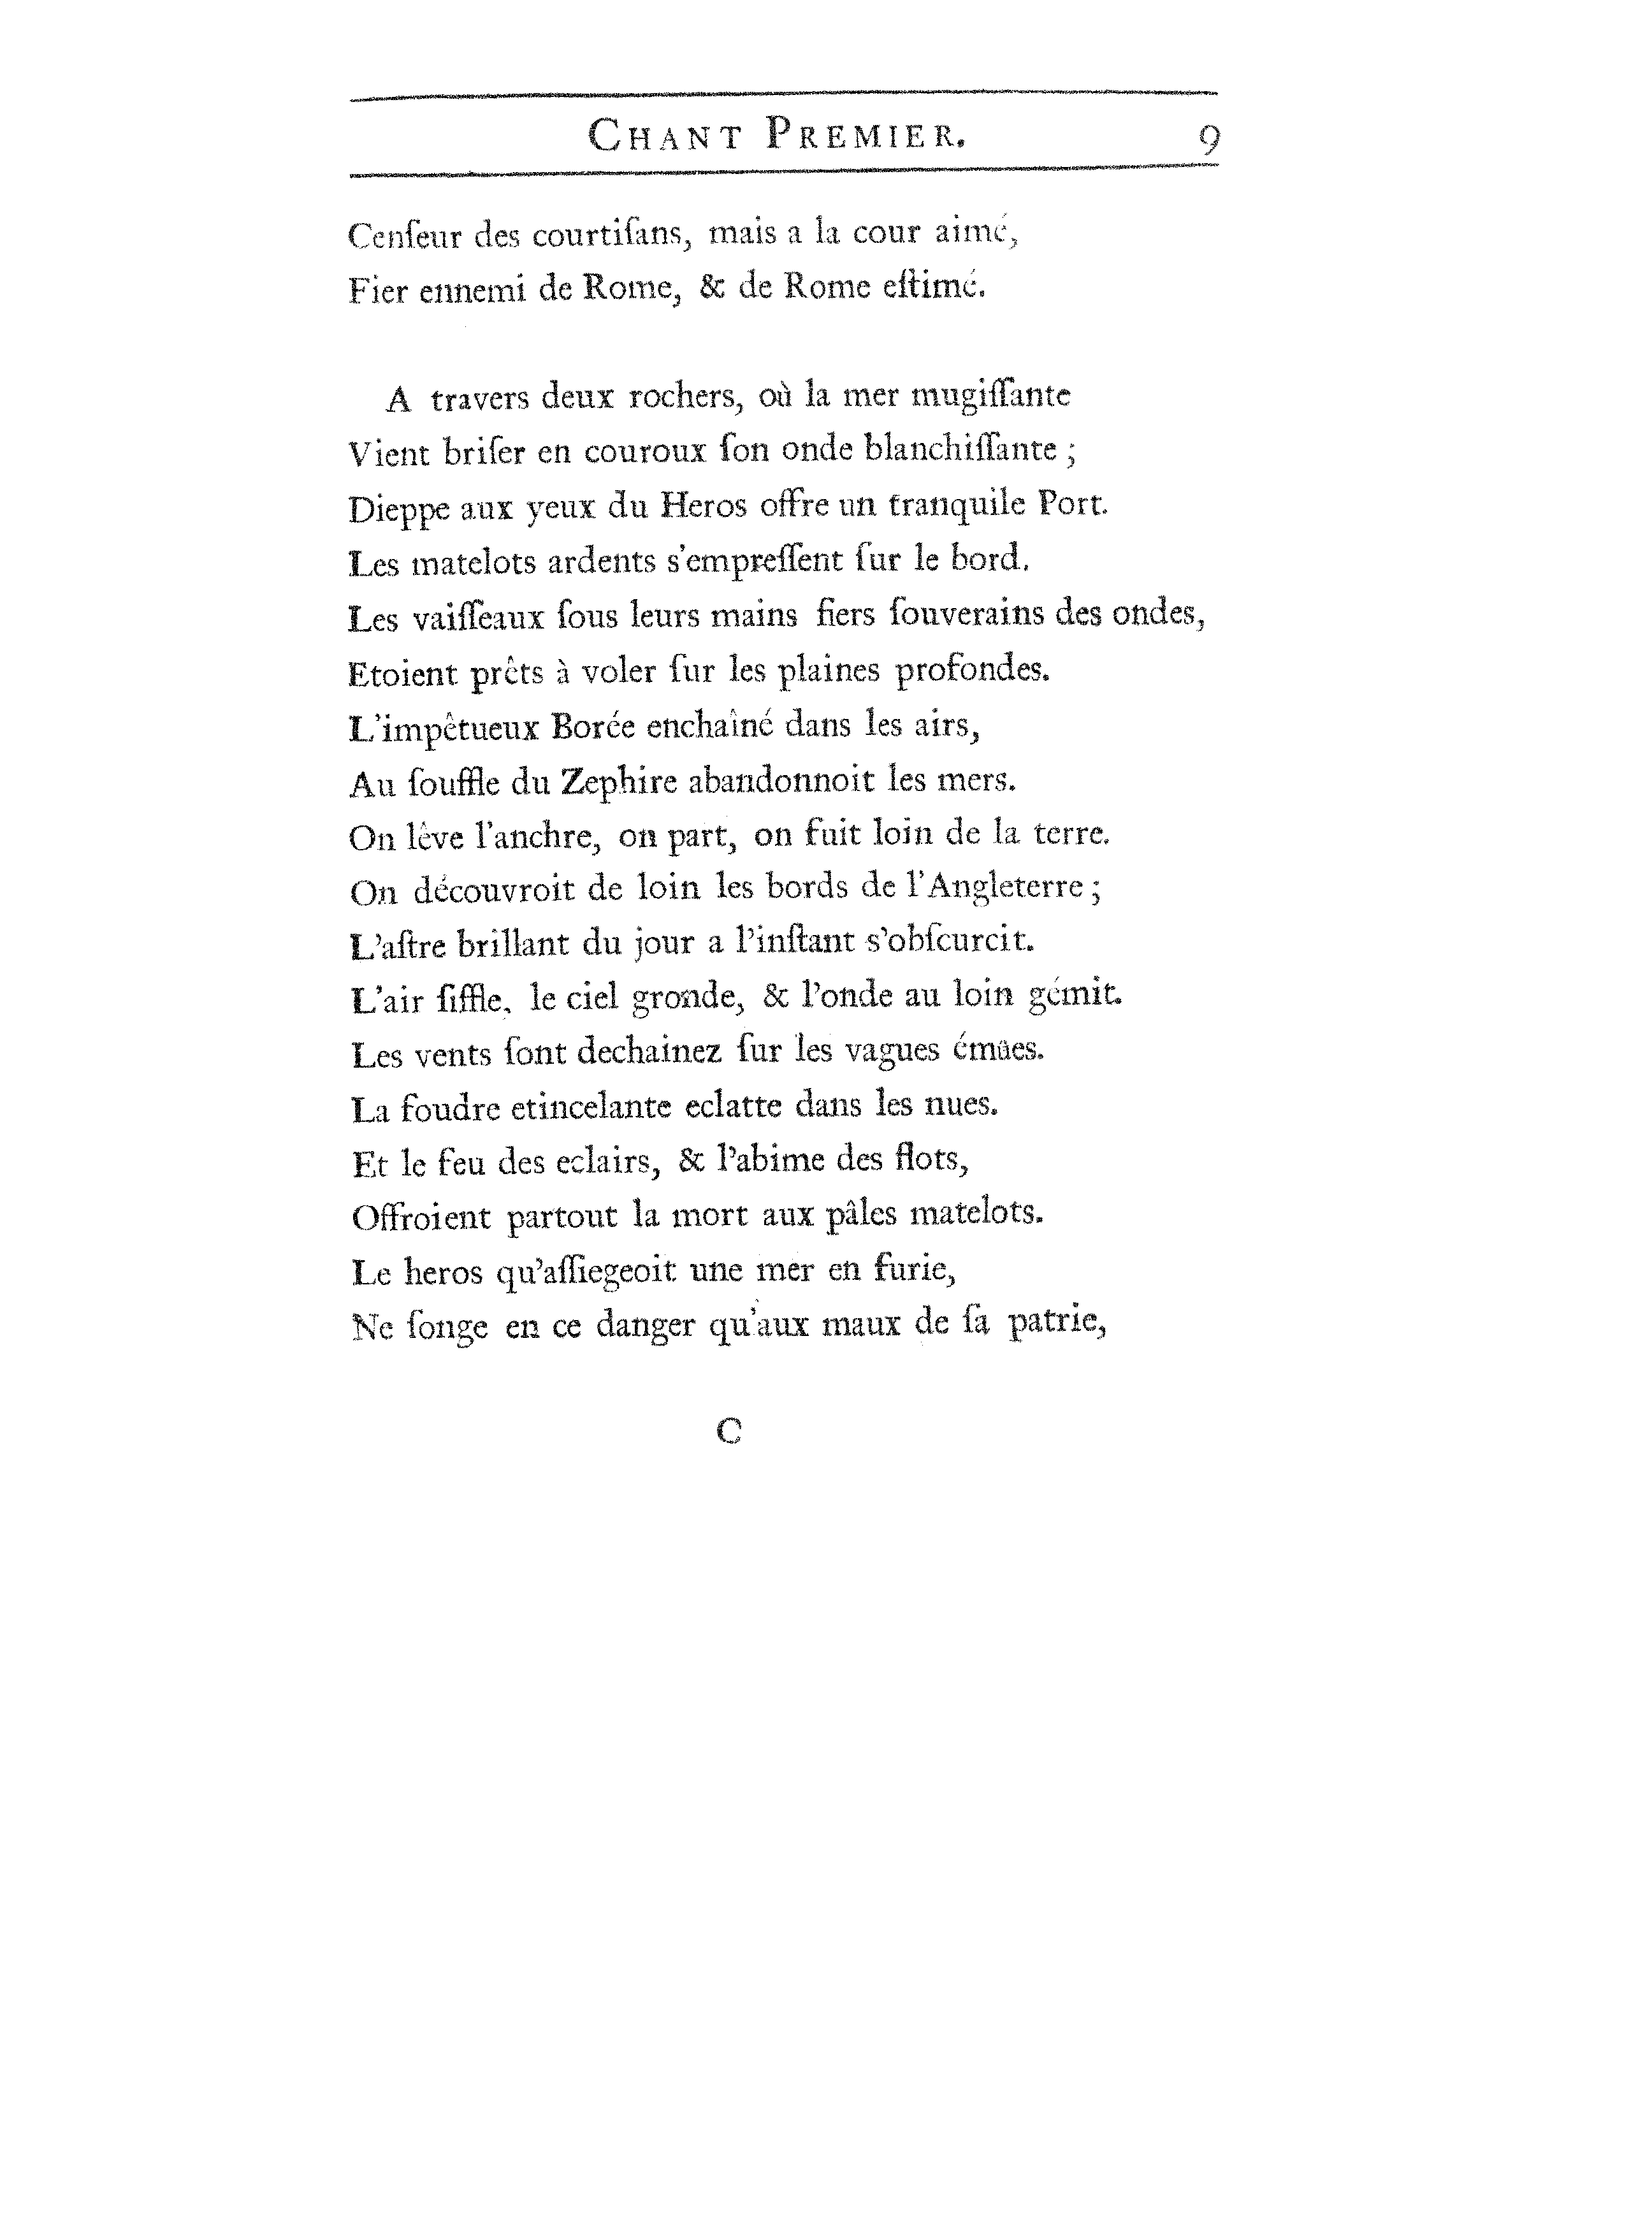 CHANT PREMIER. 9
Cenſeur des courtiſans, mais a la cour aimé,
Fier ennemi de Rome, & de Rome eſtimé.
A travers deux rochers, où la mer mugiſſante
Vient briſer en couroux ſon onde blanchiſſante ;
Dieppe aux yeux du Heros offre un tranquile Port.
Les matelots ardents s'empreſſent ſur le bord.
Les vaiſſeaux ſous leurs mains fiers ſouverains des ondes,
Etoient prêts à voler ſur les plaines profondes.
L'impêtueux Borée enchaîné dans les airs,
Au ſouffle du Zephire abandonnoit les mers.
On lêve l'anchre, on part, on fuit loin de la terre.
On découvroit de loin les bords de l'Angleterre ;
L'aſtre brillant du jour a l'inſtant s'obſcurcit.
L'air ſiffle, le ciel gronde, & l'onde au loin gémit.
Les vents ſont dechainez ſur les vagues émûes.
La foudre etincelante eclatte dans les nues.
Et le feu des eclairs, & l'abime des flots,
Offroient partout la mort aux pâles matelots.
Le heros qu'aſſiegeoit une mer en furie,
Ne ſonge en ce danger qu'aux maux de ſa patrie,
C